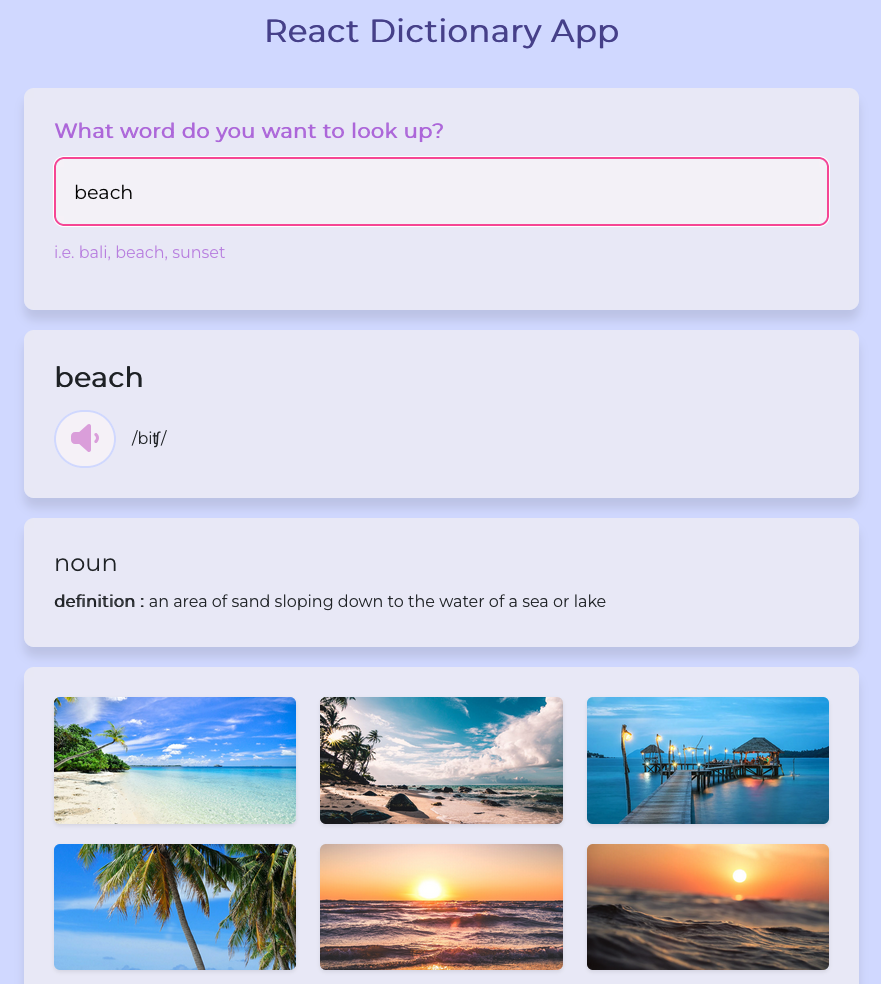 React Dictionary App
What word do you want to look up?
beach
i.e. bali, beach, sunset
beach
/biʧ/
noun
definition : an area of sand sloping down to the water of a sea or lake